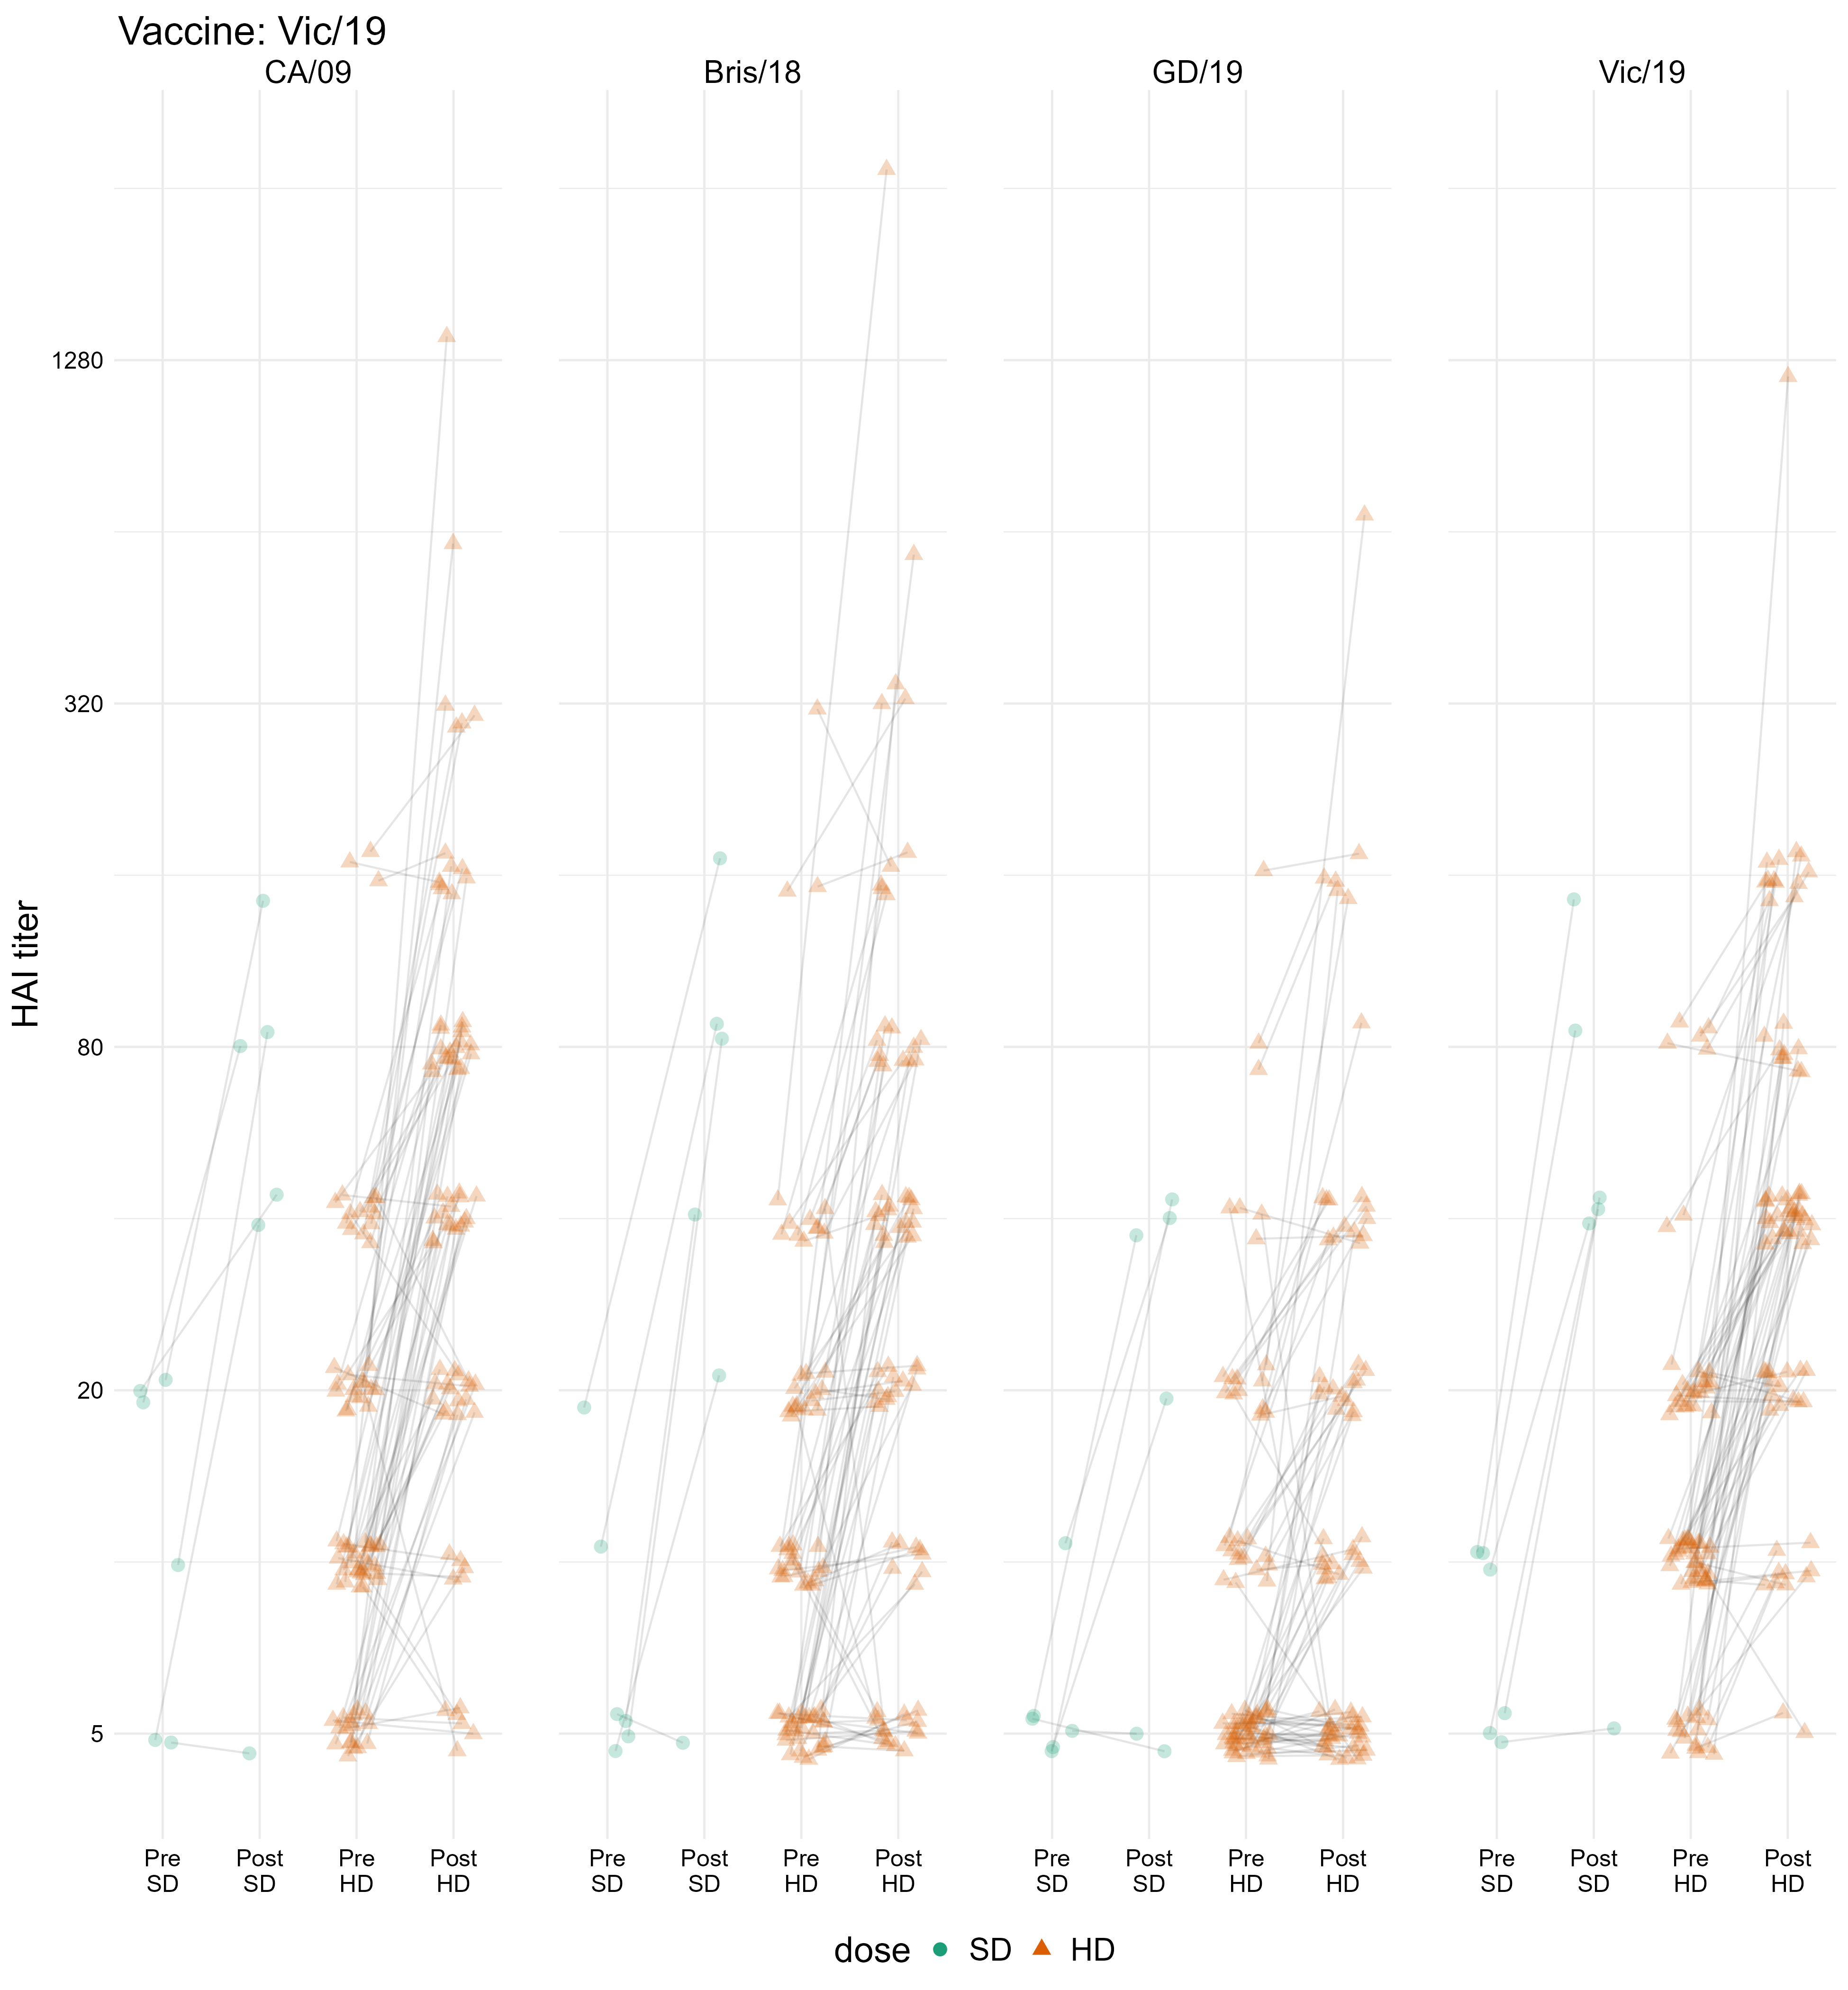 Vaccine: Vic/19
CA/09 Bris/18 GD/19 Vic/19
HAI titer
1280
320
80
20
5
Pre Post Pre Post Pre Post Pre Post Pre Post Pre Post Pre Post Pre Post
SD SD HD HD SD SD HD HD SD SD HD HD SD SD HD HD
dose SD HD